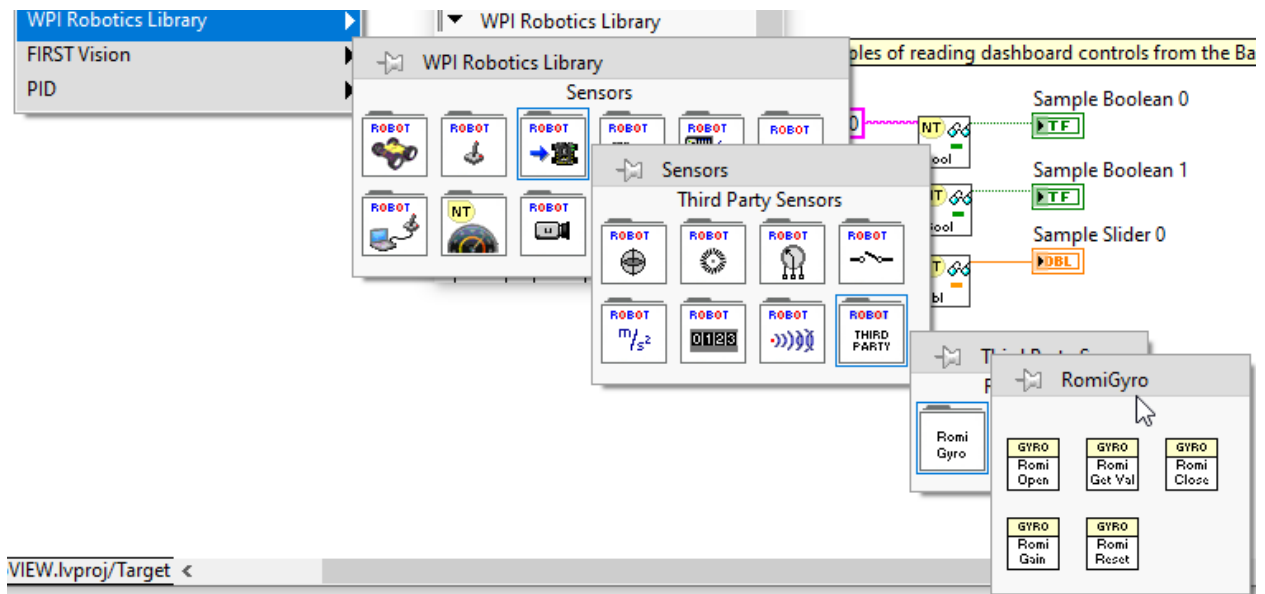 WPI Robotics Library
FIRST Vision
PID
WPI Robotics Library
WPI Robotics Library
Sensors
ROBOT
ROBOT
ROBOT
ROBOT
ROBOT
ROBOT
ROBOT
NT
ROBOT
Sensors
Third Party Sensors
ROBOT
ROBOT
ROBOT
ROBOT
ROBOT
m/s²
ROBOT
0123
ROBOT
ROBOT
THIRD
PARTY
of reading dashboard controls from the Ba
Sample Boolean 0
NT
TF
Sample Boolean 1
TF
Sample Slider 0
DBL
Romi
Gyro
RomiGyro
GYRO
Romi
Open
GYRO
Romi
Get Val
GYRO
Romi
Close
GYRO
Romi
Gain
GYRO
Romi
Reset
VIEW.lvproj/Target <